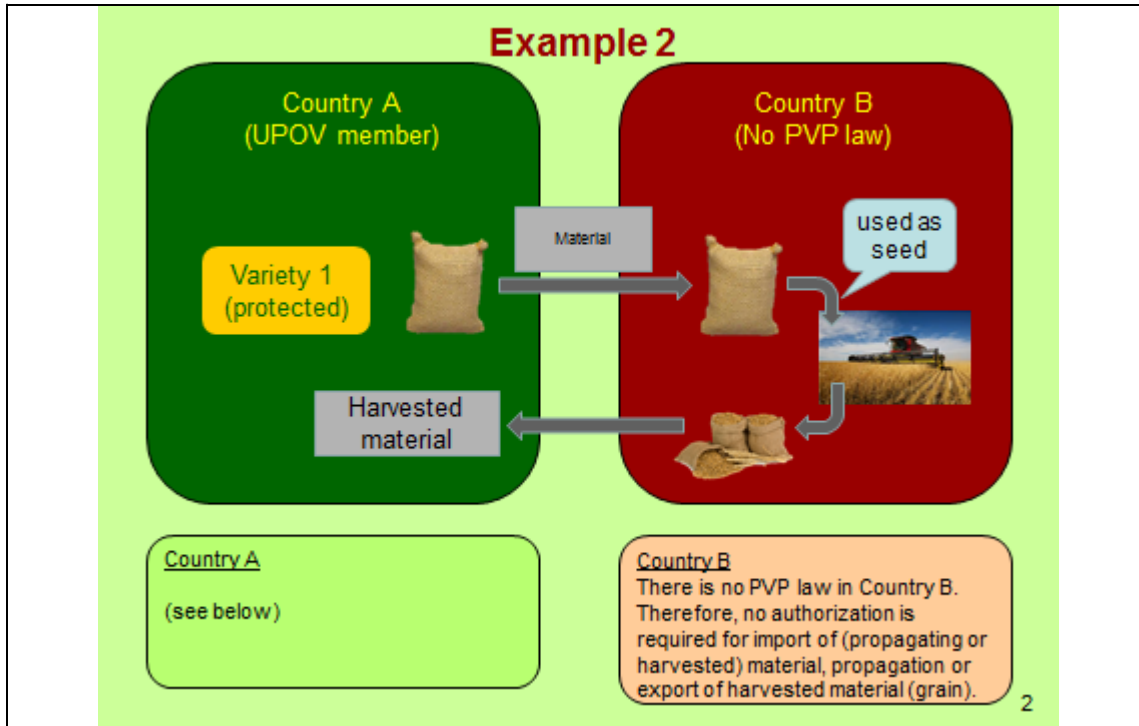 Example 2
Country A
(UPOV member)
Country B
(No PVP law)
Material
used as
seed
Variety 1
(protected)
Harvested
material
Country A
(see below)
Country B
There is no PVP law in Country B.
Therefore, no authorization is
required for import of (propagating or
harvested) material, propagation or
export of harvested material (grain).
2